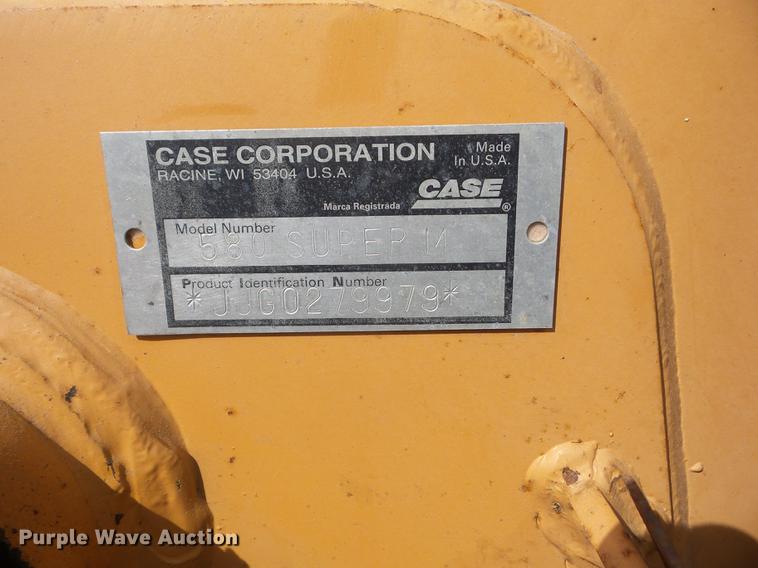 CASE CORPORATION
RACINE, WI 53404 U.S.A.
Made
In U.S.A.
Marca Registrada
CASE ®
Model Number
580 SUPER M
Product Identification Number
*JJG0279979*
Purple Wave Auction®